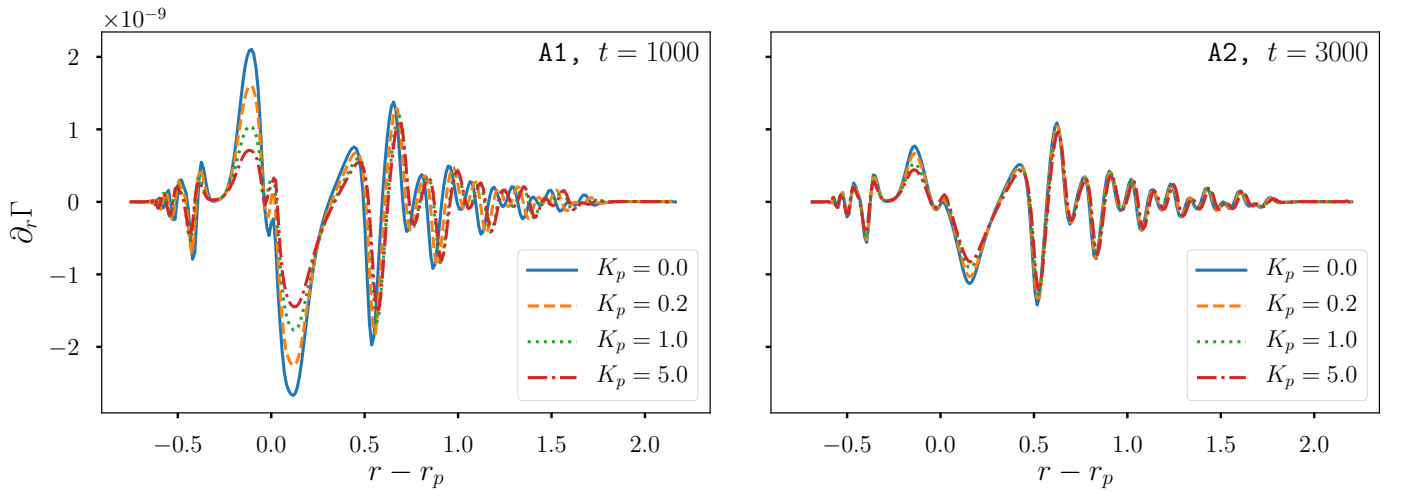 ×10⁻⁹
A1, t = 1000
2
1
0
−1
−2
∂ᵣΓ
K_p = 0.0
K_p = 0.2
K_p = 1.0
K_p = 5.0
−0.5 0.0 0.5 1.0 1.5 2.0
r − r_p
A2, t = 3000
K_p = 0.0
K_p = 0.2
K_p = 1.0
K_p = 5.0
−0.5 0.0 0.5 1.0 1.5 2.0
r − r_p